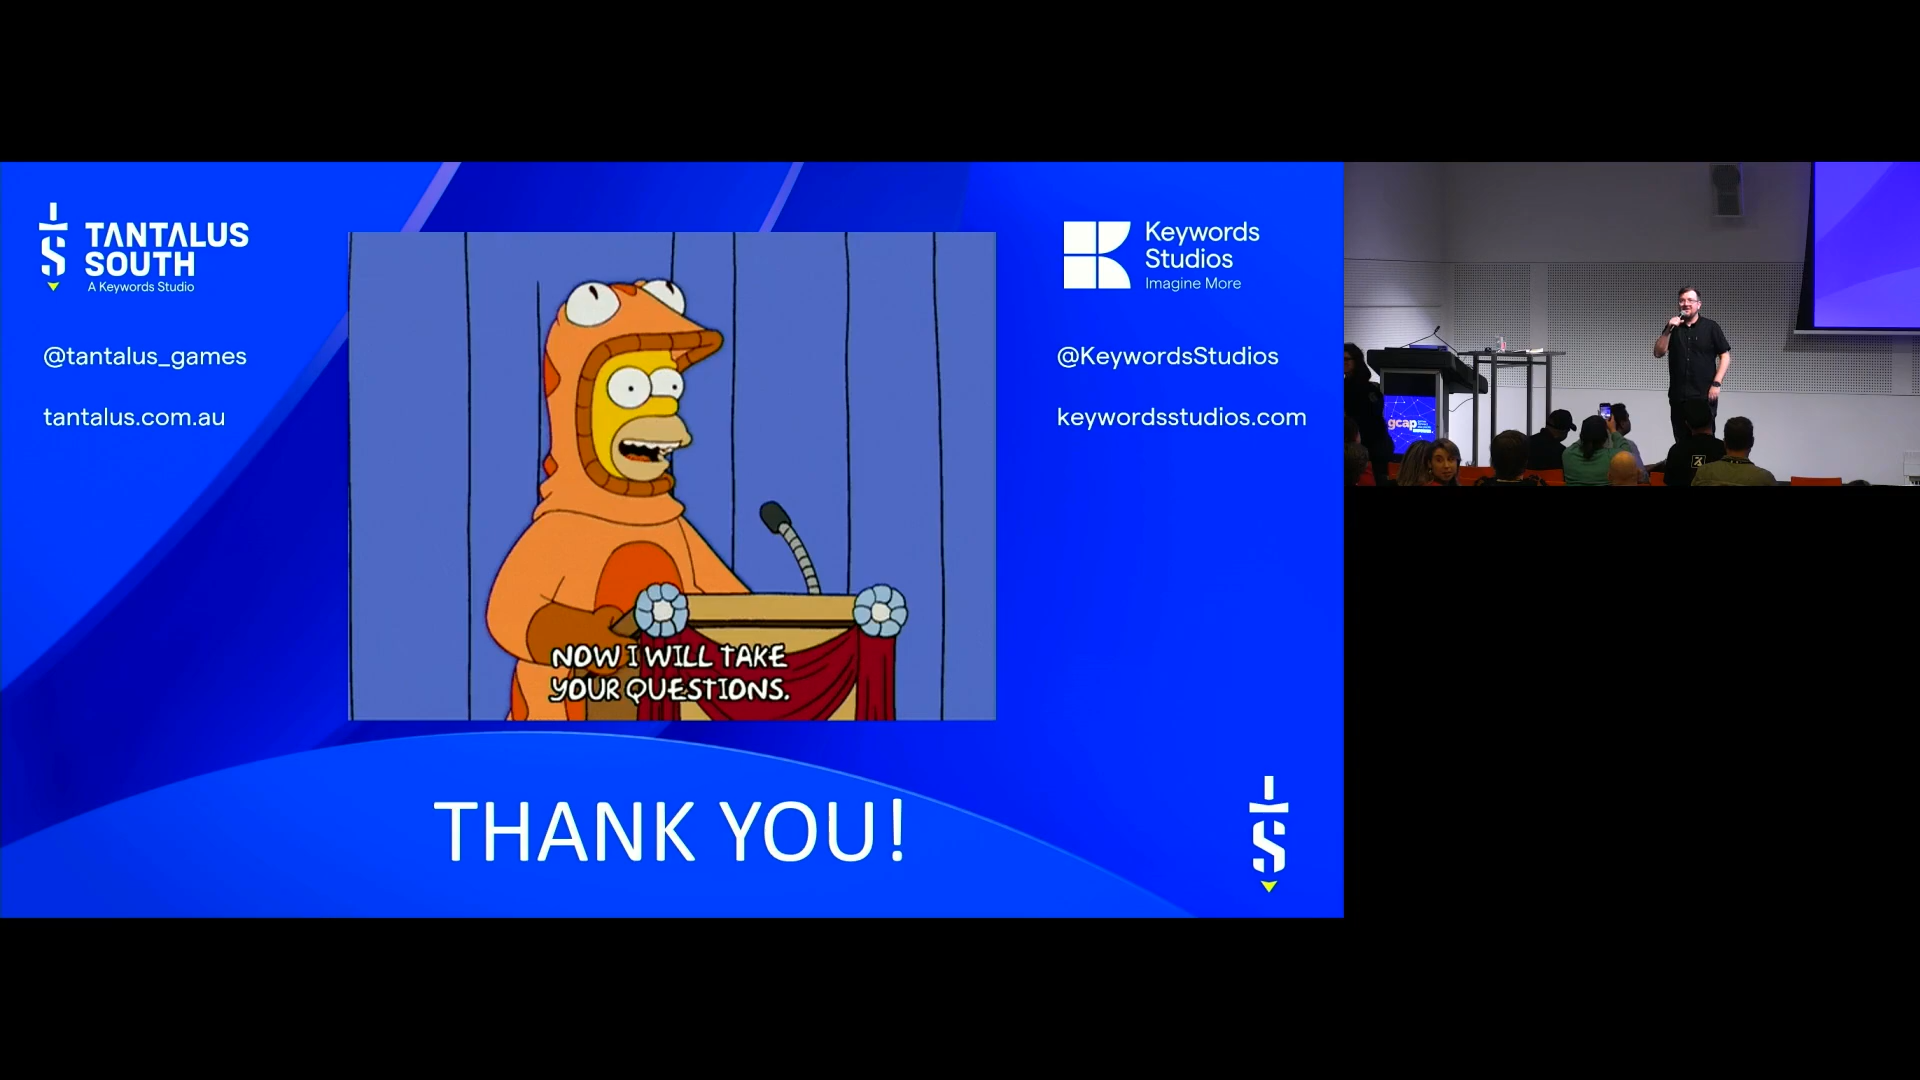 TANTALUS
SOUTH
A Keywords Studio
@tantalus_games
tantalus.com.au
NOW I WILL TAKE
YOUR QUESTIONS.
Keywords
Studios
Imagine More
@KeywordsStudios
keywordsstudios.com
THANK YOU!
gcap